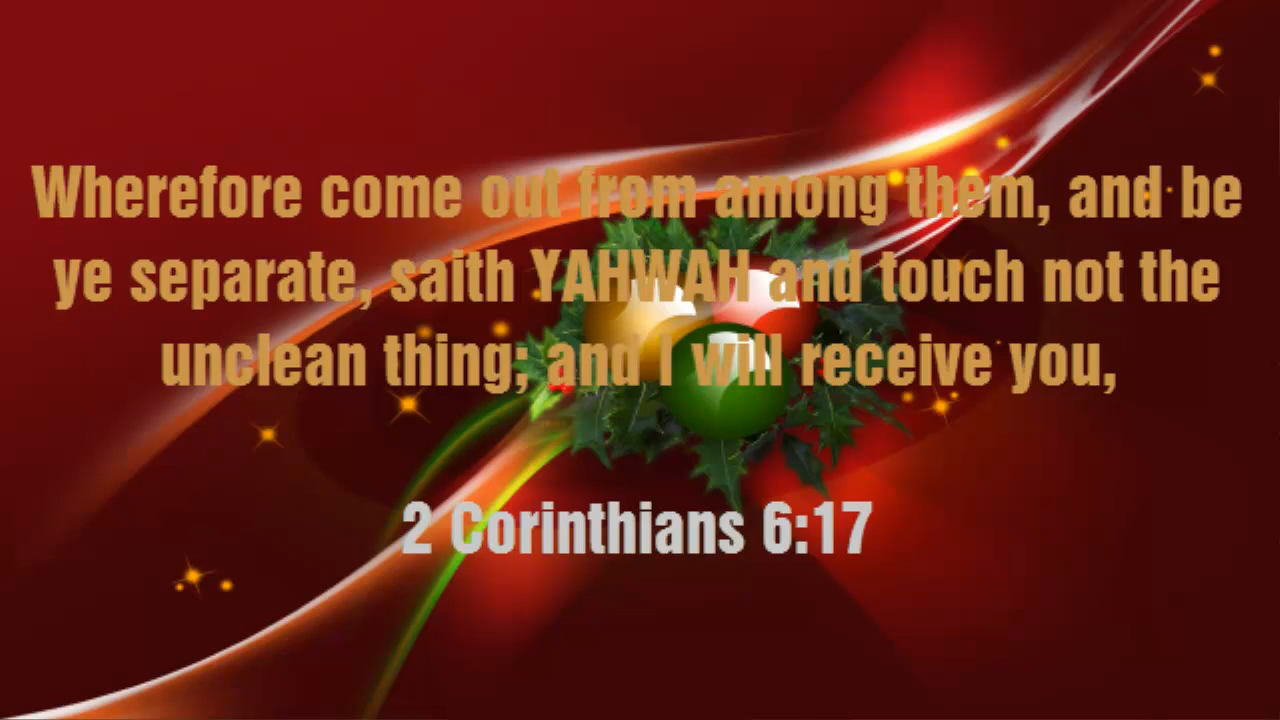 Wherefore come out from among them, and be
ye separate, saith YAHWAH and touch not the
unclean thing; and I will receive you,
2 Corinthians 6:17